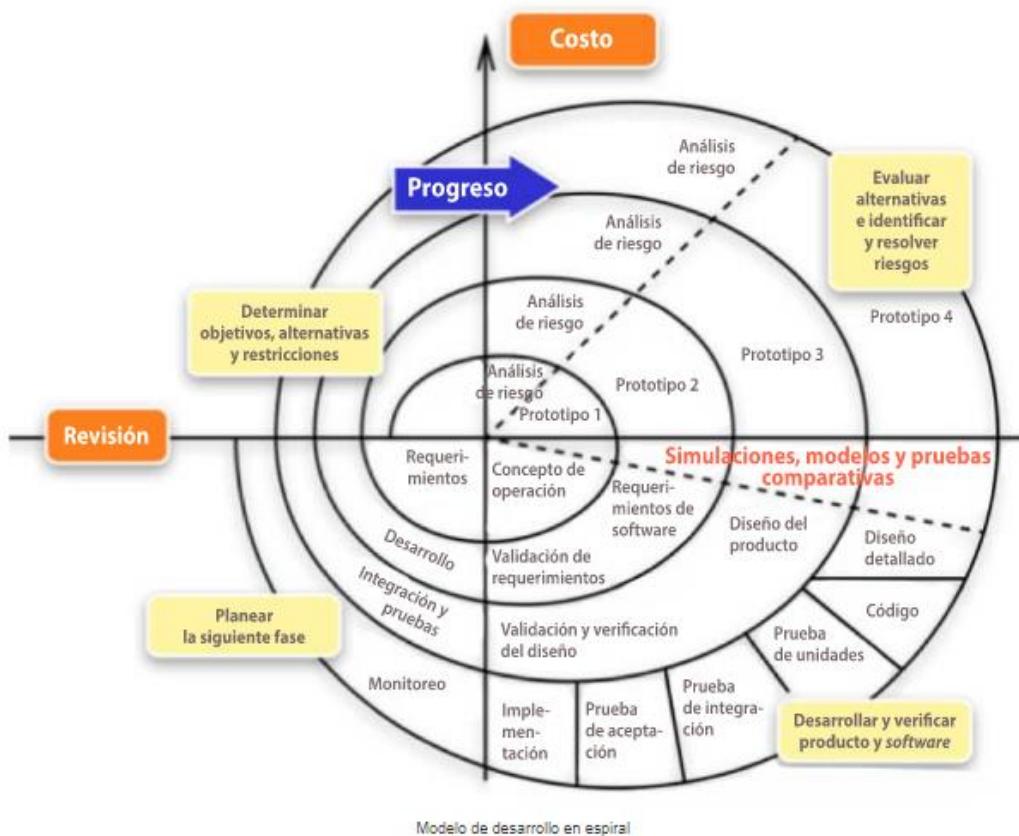 Costo
Análisis
de riesgo
Progreso
Evaluar
alternativas
e identificar
y resolver
riesgos
Análisis
de riesgo
Determinar
objetivos, alternativas
y restricciones
Análisis
de riesgo
Prototipo 4
Prototipo 3
Análisis
de riesgo
Prototipo 2
Prototipo 1
Revisión
Simulaciones, modelos y pruebas
comparativas
Requeri-
mientos
Concepto de
operación
Requeri-
mientos de
software
Diseño del
producto
Diseño
detallado
Desarrollo
Validación de
requerimientos
Integración y
pruebas
Código
Planear
la siguiente fase
Validación y verificación
del diseño
Prueba
de unidades
Monitoreo
Imple-
men-
tación
Prueba
de acepta-
ción
Prueba
de integra-
ción
Desarrollar y verificar
producto y software
Modelo de desarrollo en espiral